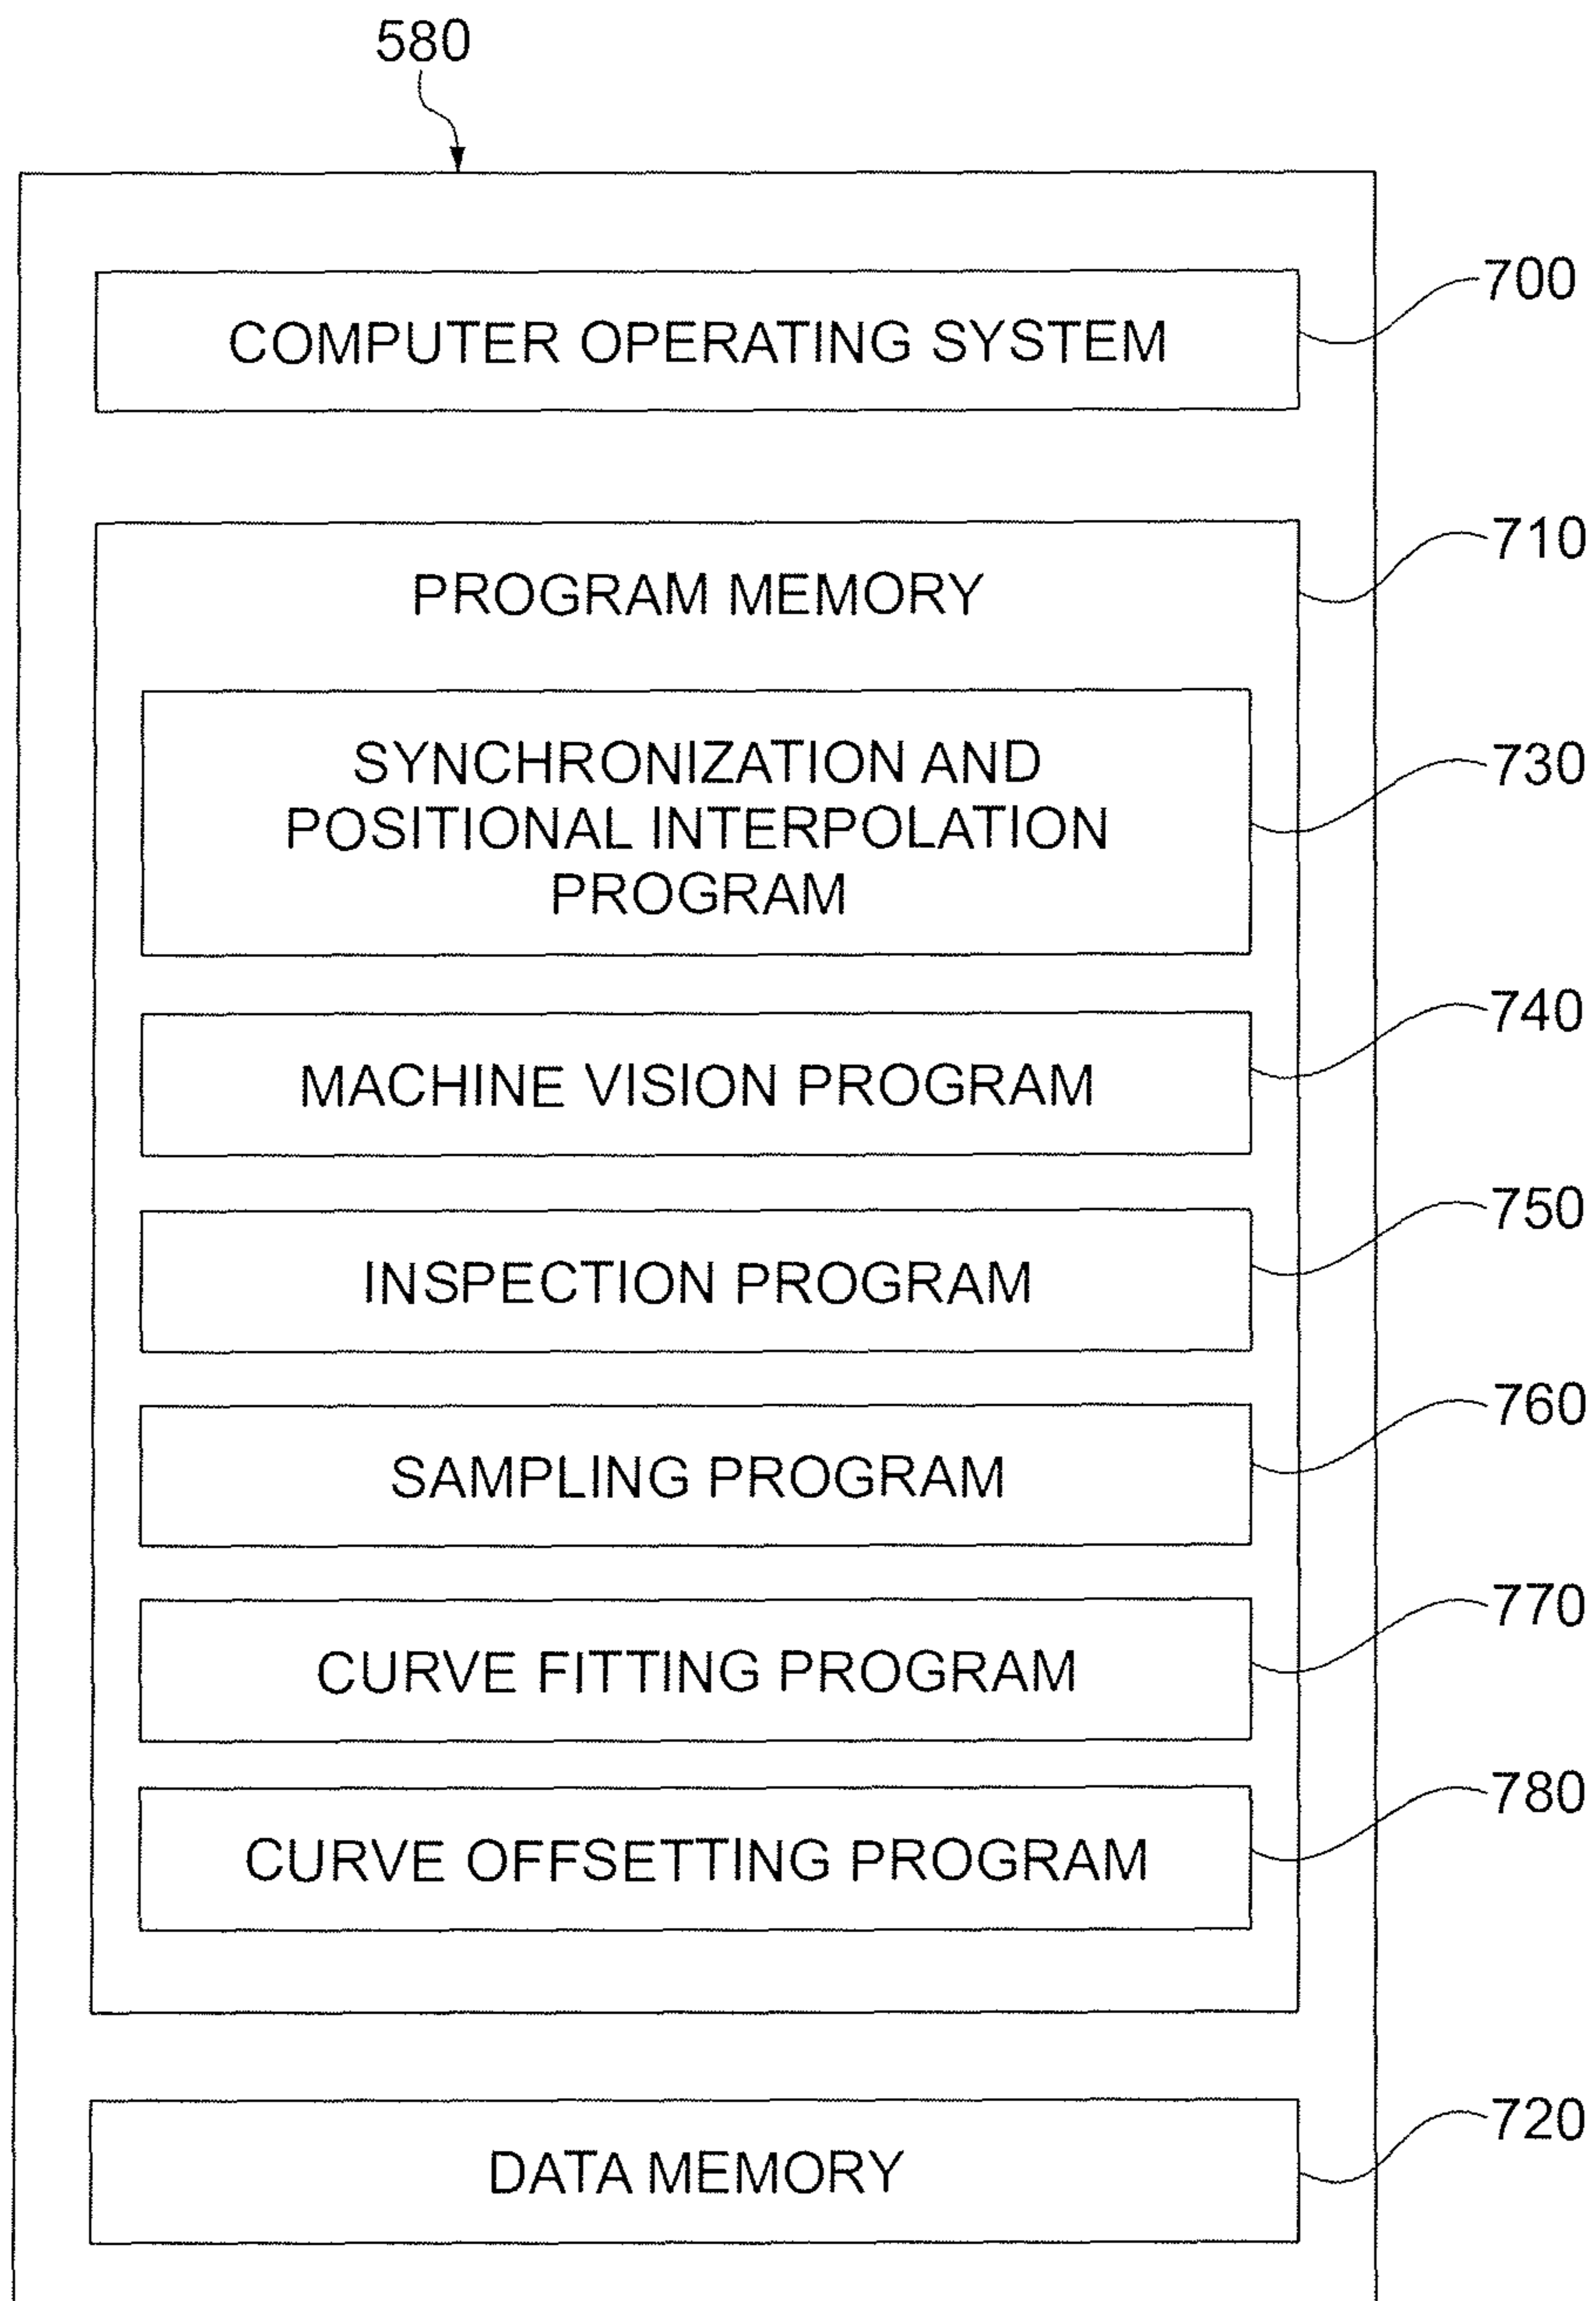 580
COMPUTER OPERATING SYSTEM
700
PROGRAM MEMORY
710
SYNCHRONIZATION AND
POSITIONAL INTERPOLATION
PROGRAM
730
MACHINE VISION PROGRAM
740
INSPECTION PROGRAM
750
SAMPLING PROGRAM
760
CURVE FITTING PROGRAM
770
CURVE OFFSETTING PROGRAM
780
DATA MEMORY
720